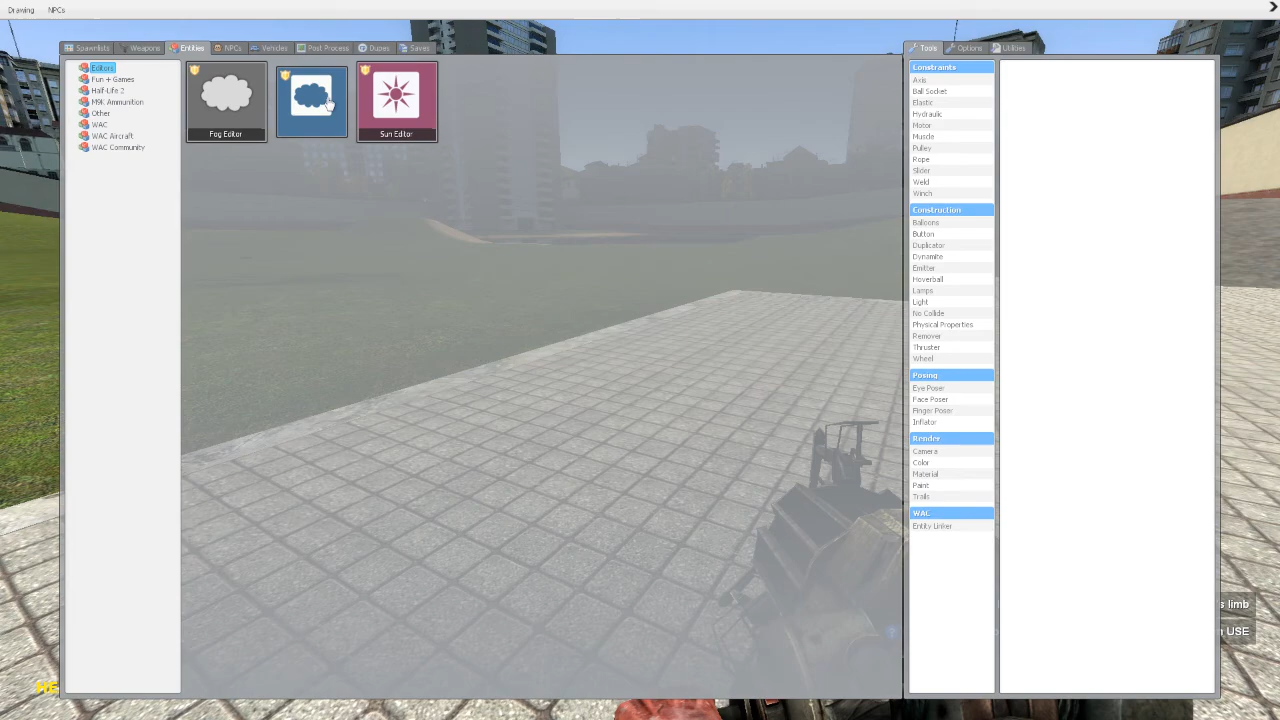 Drawing NPCs
Spawnlists Weapons Entities NPCs Vehicles Post Process Dupes Saves
Tools Options Utilities
Editors
Fun + Games
Half-Life 2
M9K Ammunition
Other
WAC
WAC Aircraft
WAC Community
Fog Editor
Sun Editor
Constraints
Axis
Ball Socket
Elastic
Hydraulic
Motor
Muscle
Pulley
Rope
Slider
Weld
Winch
Construction
Balloons
Button
Duplicator
Dynamite
Emitter
Hoverball
Lamps
Light
No Collide
Physical Properties
Remover
Thruster
Wheel
Posing
Eye Poser
Face Poser
Finger Poser
Inflator
Render
Camera
Color
Material
Paint
Trails
WAC
Entity Linker
s limb
USE
HE